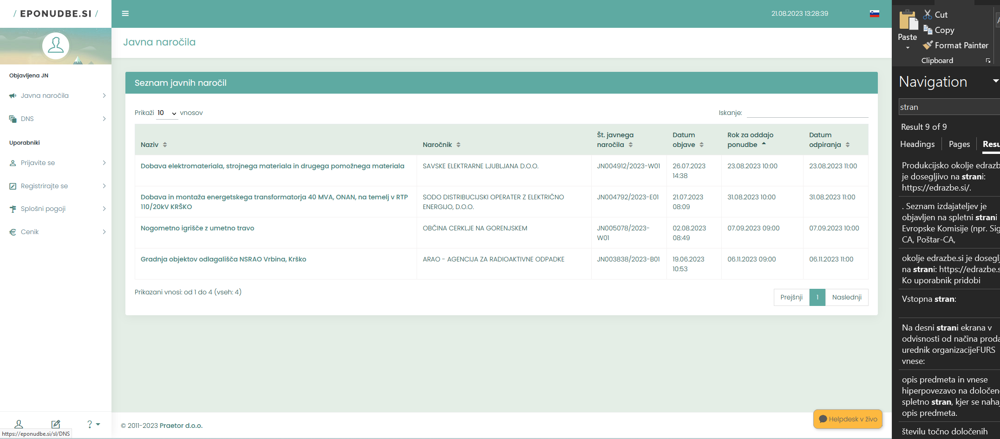 / EPONUDBE.SI /
21.08.2023 13:28:39
Javna naročila
Objavljena JN
Javna naročila
DNS
Uporabniki
Prijavite se
Registrirajte se
Splošni pogoji
Cenik
Seznam javnih naročil
Prikaži 10 vnosov
Iskanje:
Naziv
Naročnik
Št. javnega
naročila
Datum
objave
Rok za oddajo
ponudbe
Datum
odpiranja
Dobava elektromateriala, strojnega materiala in drugega pomožnega materiala
SAVSKE ELEKTRARNE LJUBLJANA D.O.O.
JN004912/2023-W01
26.07.2023
14:38
23.08.2023 10:00
23.08.2023 11:00
Dobava in montaža energetskega transformatorja 40 MVA, ONAN, na temelj v RTP
110/20kV KRŠKO
SODO DISTRIBUCIJSKI OPERATER Z ELEKTRIČNO
ENERGIJO, D.O.O.
JN004792/2023-E01
21.07.2023
08:09
31.08.2023 10:00
31.08.2023 11:00
Nogometno igrišče z umetno travo
OBČINA CERKLJE NA GORENJSKEM
JN005078/2023-
W01
02.08.2023
08:49
07.09.2023 09:00
07.09.2023 10:00
Gradnja objektov odlagališča NSRAO Vrbina, Krško
ARAO - AGENCIJA ZA RADIOAKTIVNE ODPADKE
JN003838/2023-B01
19.06.2023
10:53
06.11.2023 09:00
06.11.2023 11:00
Prikazani vnosi: od 1 do 4 (vseh: 4)
Prejšnji 1 Naslednji
© 2011-2023 Praetor d.o.o.
Helpdesk v živo
?
https://eponudbe.si/sl/DNS
Paste
Cut
Copy
Format Painter
Clipboard
Navigation
stran
Result 9 of 9
Headings Pages Resu
Produkcijsko okolje edrazb
je dosegljivo na strani:
https://edrazbe.si/.
. Seznam izdajateljev je
objavljen na spletni strani
Evropske Komisije (npr. Sig
CA, Poštar-CA,
okolje edrazbe.si je doseglj
na strani: https://edrazbe.s
Ko uporabnik pridobi
Vstopna stran:
Na desni strani ekrana v
odvisnosti od načina proda
urednik organizacijeFURS
vnese:
opis predmeta in vnese
hiperpovezavo na določen
spletno stran, kjer se naha
opis predmeta.
številu točno določenih